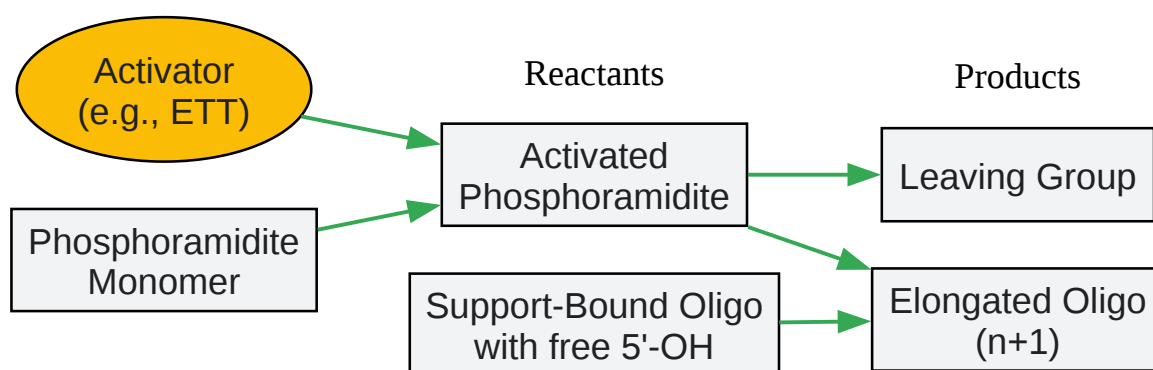 Activator
(e.g., ETT)
Reactants
Products
Activated
Phosphoramidite
Leaving Group
Phosphoramidite
Monomer
Support-Bound Oligo
with free 5'-OH
Elongated Oligo
(n+1)